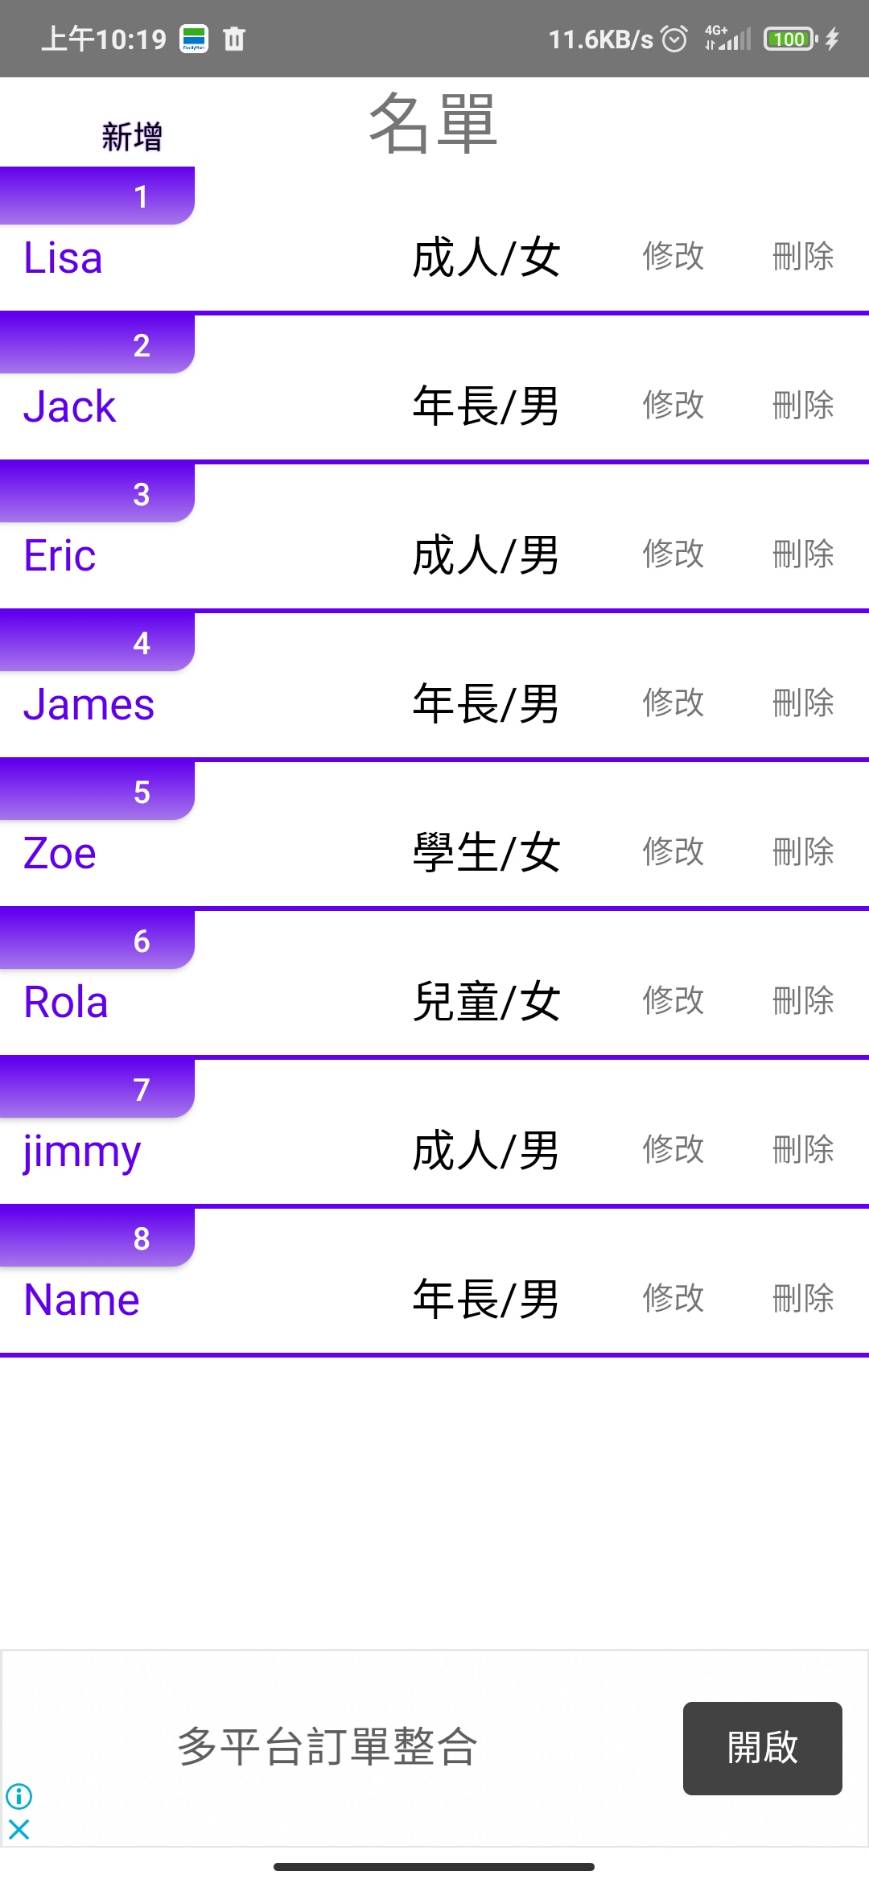 上午10:19 11.6KB/s 4G+ 100
新增 名單
1
Lisa 成人/女 修改 刪除
2
Jack 年長/男 修改 刪除
3
Eric 成人/男 修改 刪除
4
James 年長/男 修改 刪除
5
Zoe 學生/女 修改 刪除
6
Rola 兒童/女 修改 刪除
7
jimmy 成人/男 修改 刪除
8
Name 年長/男 修改 刪除
多平台訂單整合 開啟